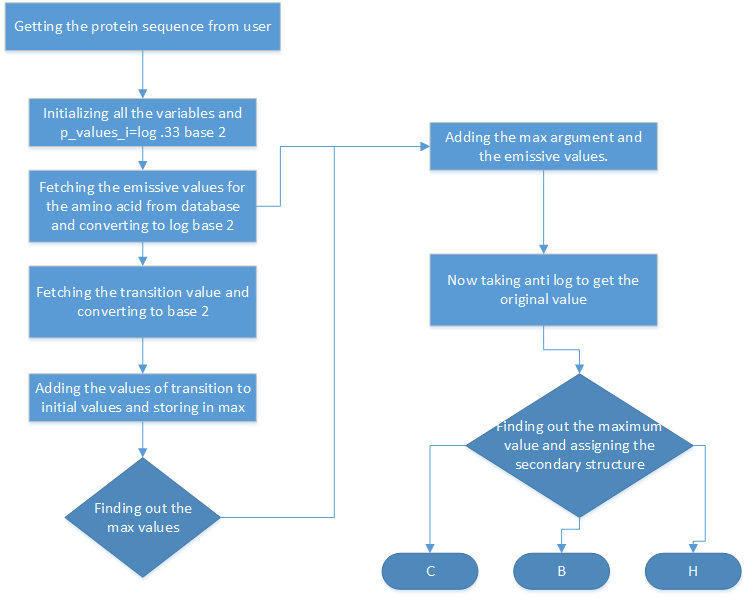 Getting the protein sequence from user
Initializing all the variables and
p_values_i=log .33 base 2
Fetching the emissive values for
the amino acid from database
and converting to log base 2
Fetching the transition value and
converting to base 2
Adding the values of transition to
initial values and storing in max
Finding out the
max values
Adding the max argument and
the emissive values.
Now taking anti log to get the
original value
Finding out the maximum
value and assigning the
secondary structure
C
B
H